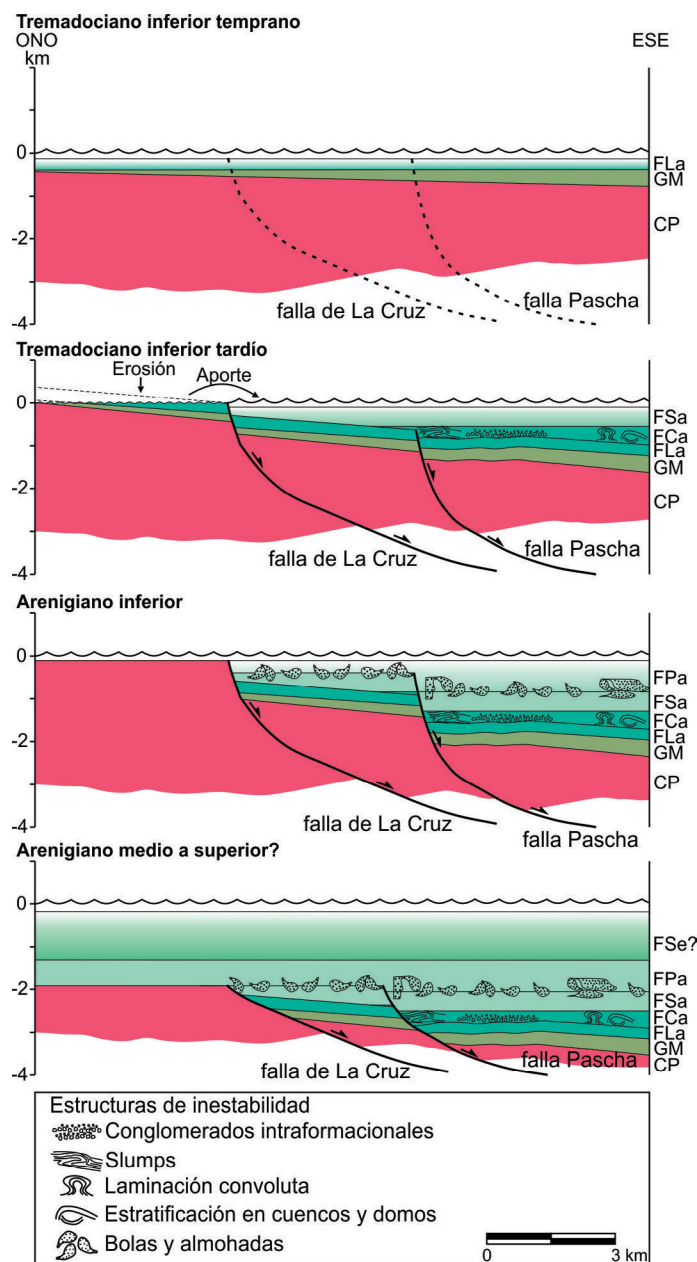 Tremadociano inferior temprano
ONO ESE
km
0
FLa
GM
-2
CP
falla de La Cruz
falla Pascha
-4
Tremadociano inferior tardío
Erosión
Aporte
0
FSa
FCa
FLa
GM
-2
CP
falla de La Cruz
falla Pascha
-4
Arenigiano inferior
0
FPa
FSa
FCa
FLa
GM
-2
CP
falla de La Cruz
falla Pascha
-4
Arenigiano medio a superior?
0
FSe?
-2
FPa
FSa
FCa
FLa
GM
CP
falla de La Cruz
falla Pascha
-4
Estructuras de inestabilidad
Conglomerados intraformacionales
Slumps
Laminación convoluta
Estratificación en cuencos y domos
Bolas y almohadas
0 3 km